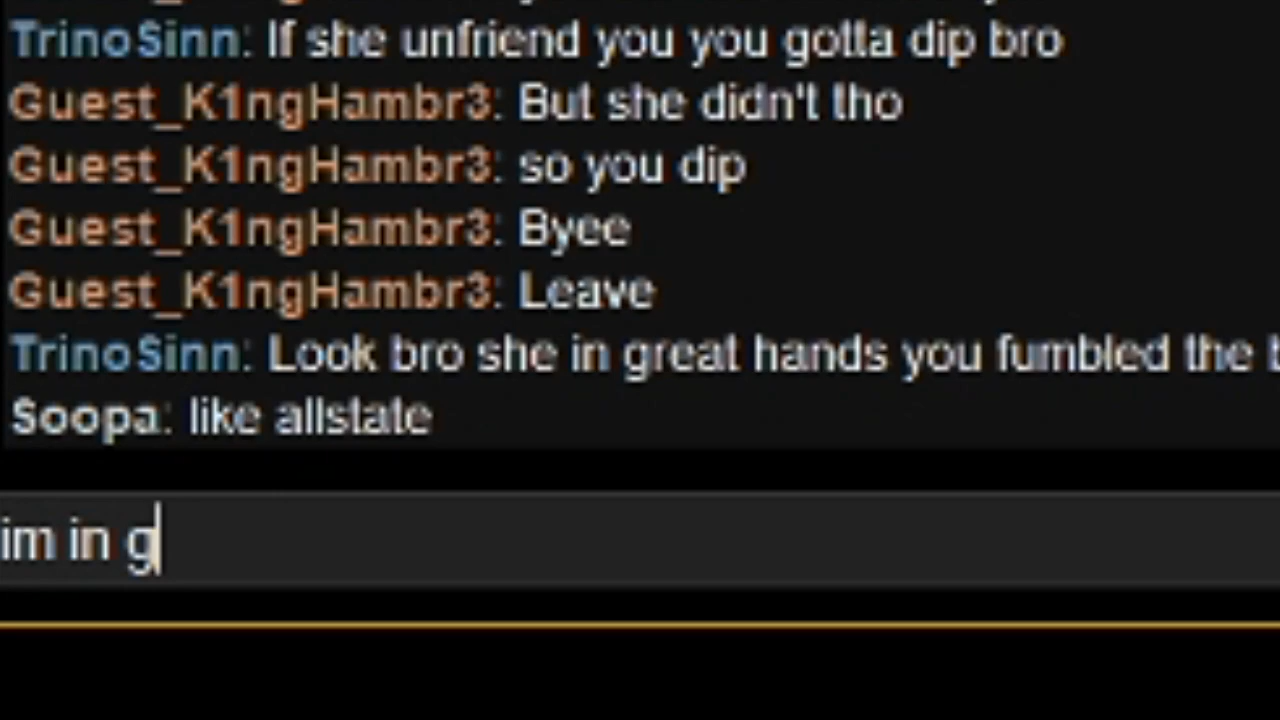 TrinoSinn: If she unfriend you you gotta dip bro
Guest_K1ngHambr3: But she didn't tho
Guest_K1ngHambr3: so you dip
Guest_K1ngHambr3: Byee
Guest_K1ngHambr3: Leave
TrinoSinn: Look bro she in great hands you fumbled the
Soopa: like allstate
im in g